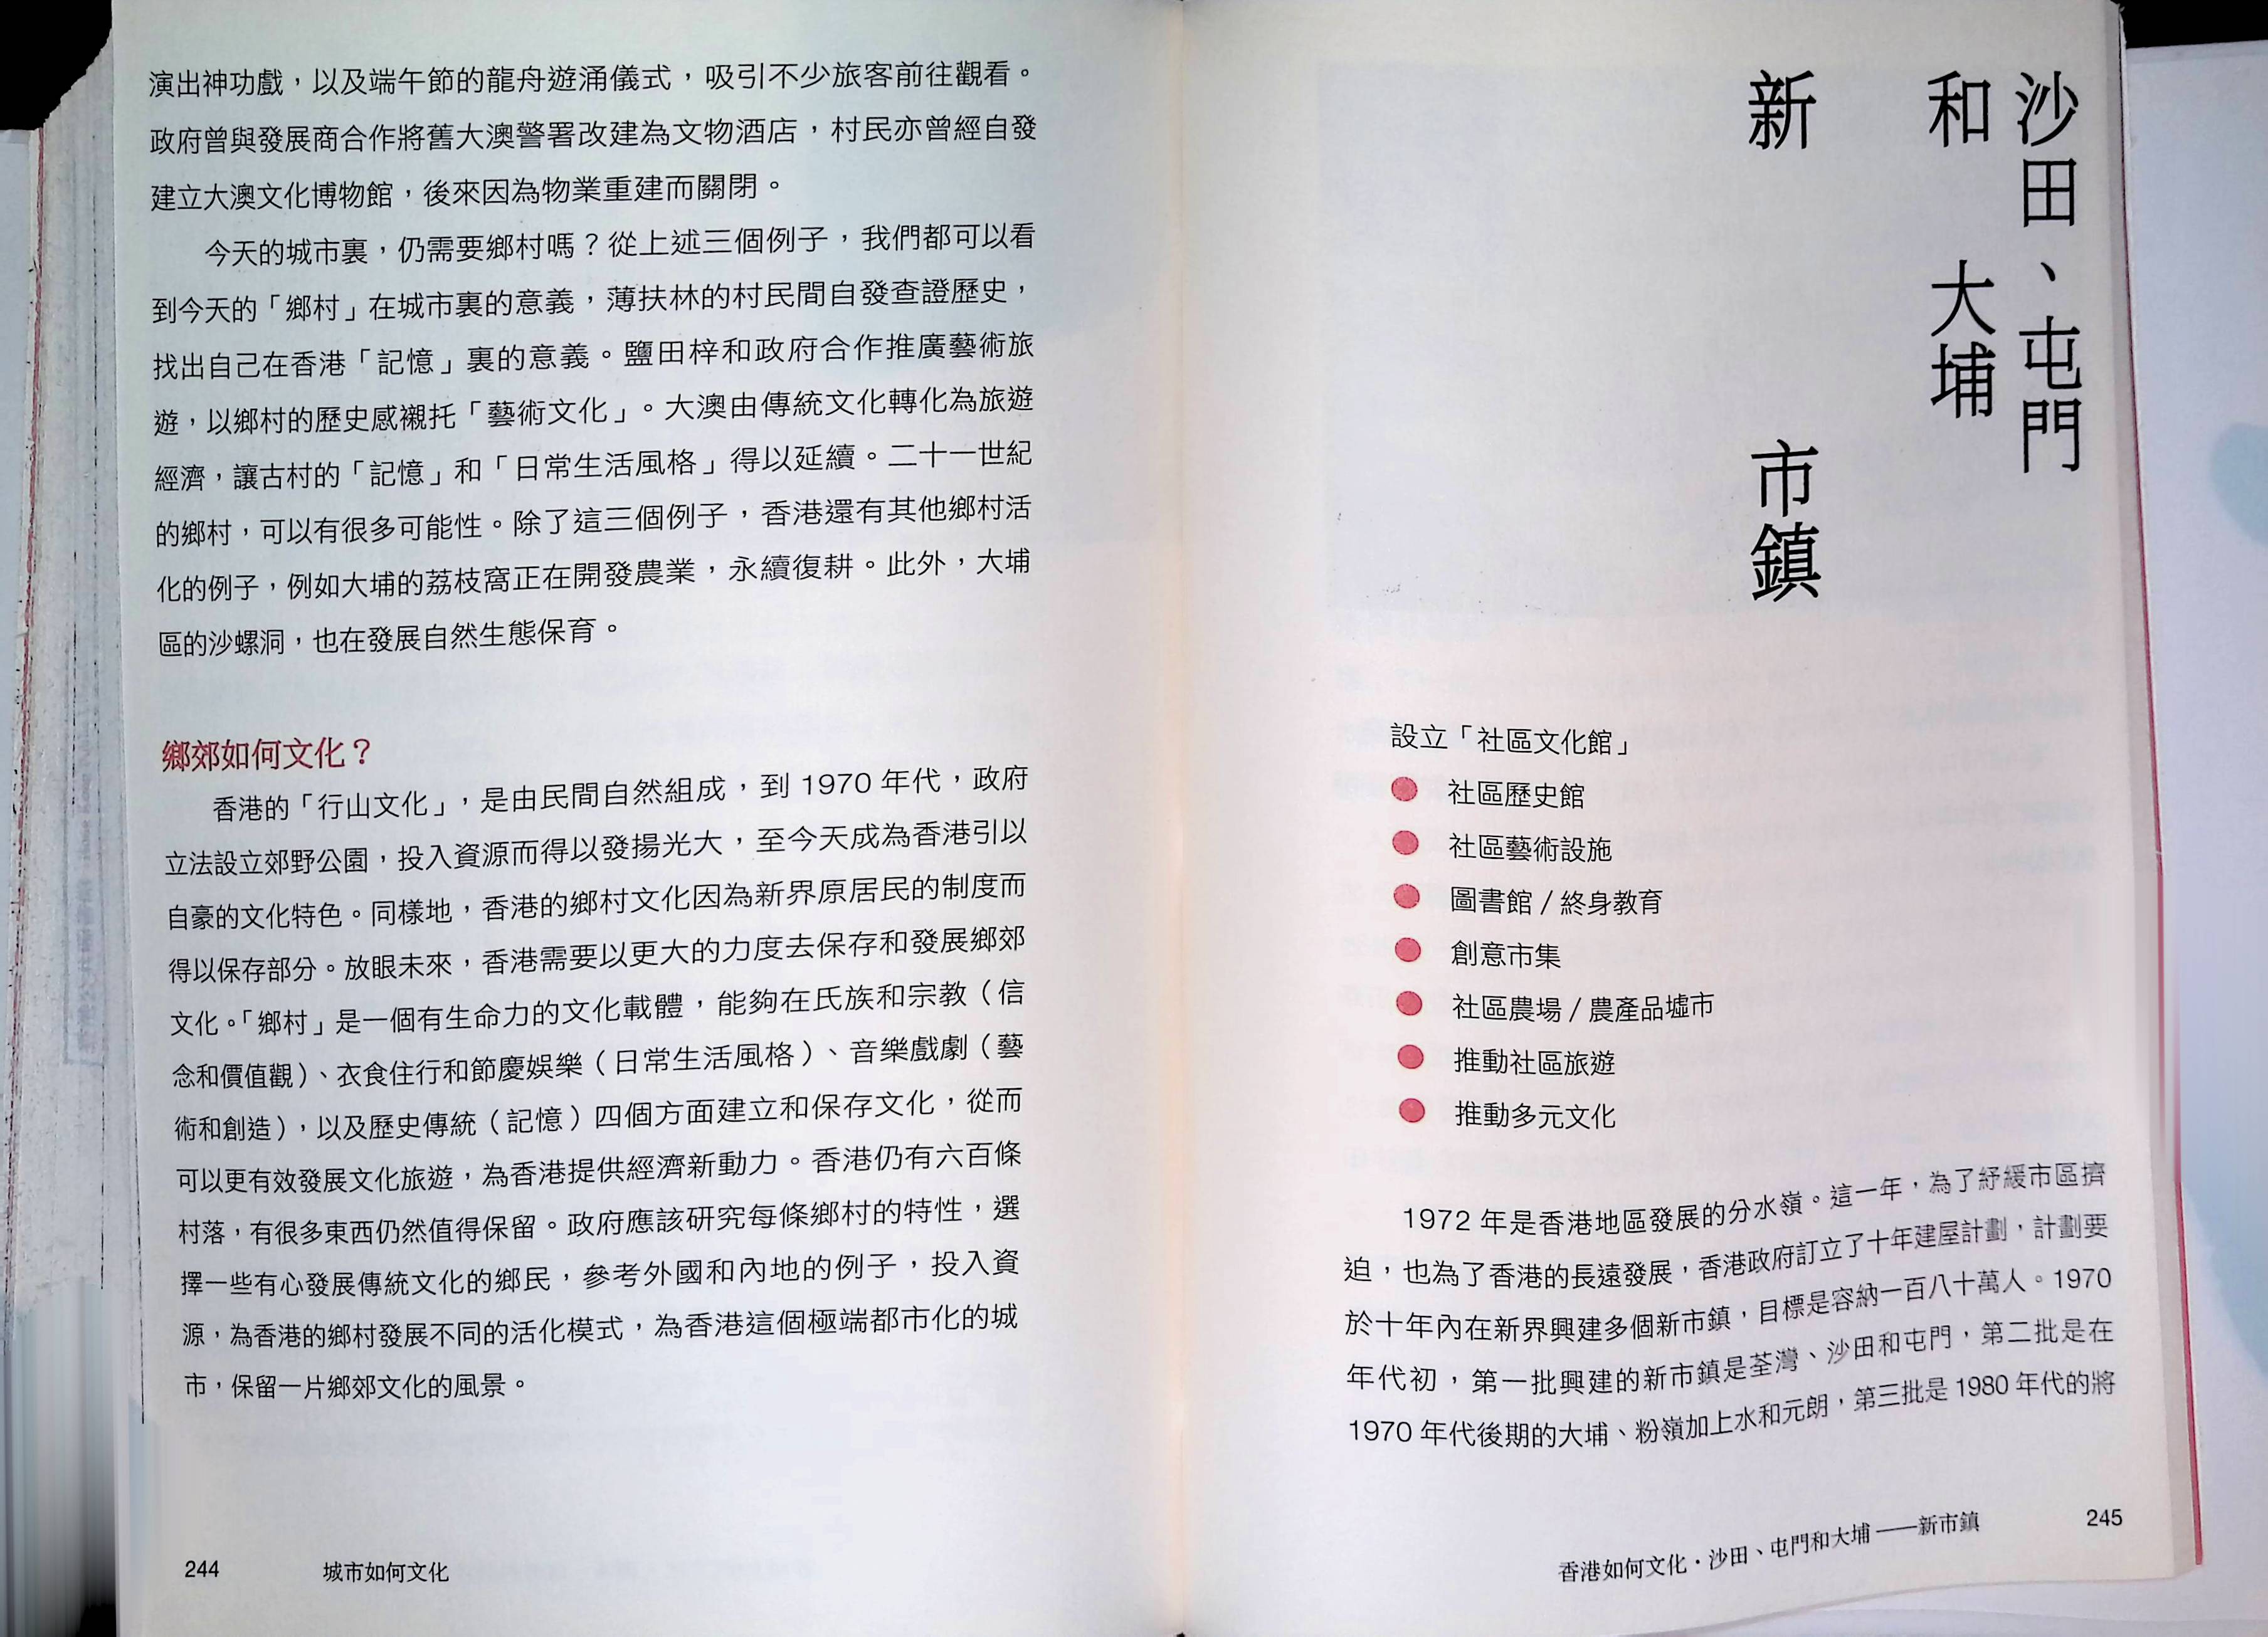 演出神功戲，以及端午節的龍舟遊涌儀式，吸引不少旅客前往觀看。
政府曾與發展商合作將舊大澳警署改建為文物酒店，村民亦曾經自發
建立大澳文化博物館，後來因為物業重建而關閉。
今天的城市裏，仍需要鄉村嗎？從上述三個例子，我們都可以看
到今天的「鄉村」在城市裏的意義，薄扶林的村民間自發查證歷史，
找出自己在香港「記憶」裏的意義。鹽田梓和政府合作推廣藝術旅
遊，以鄉村的歷史感襯托「藝術文化」。大澳由傳統文化轉化為旅遊
經濟，讓古村的「記憶」和「日常生活風格」得以延續。二十一世紀
的鄉村，可以有很多可能性。除了這三個例子，香港還有其他鄉村活
化的例子，例如大埔的荔枝窩正在開發農業，永續復耕。此外，大埔
區的沙螺洞，也在發展自然生態保育。
鄉郊如何文化？
香港的「行山文化」，是由民間自然組成，到 1970 年代，政府
立法設立郊野公園，投入資源而得以發揚光大，至今天成為香港引以
自豪的文化特色。同樣地，香港的鄉村文化因為新界原居民的制度而
得以保存部分。放眼未來，香港需要以更大的力度去保存和發展鄉郊
文化。「鄉村」是一個有生命力的文化載體，能夠在氏族和宗教（信
念和價值觀）、衣食住行和節慶娛樂（日常生活風格）、音樂戲劇（藝
術和創造），以及歷史傳統（記憶）四個方面建立和保存文化，從而
可以更有效發展文化旅遊，為香港提供經濟新動力。香港仍有六百條
村落，有很多東西仍然值得保留。政府應該研究每條鄉村的特性，選
擇一些有心發展傳統文化的鄉民，參考外國和內地的例子，投入資
源，為香港的鄉村發展不同的活化模式，為香港這個極端都市化的城
市，保留一片鄉郊文化的風景。
244 城市如何文化
沙田、屯門
和大埔
新市鎮
設立「社區文化館」
● 社區歷史館
● 社區藝術設施
● 圖書館 / 終身教育
● 創意市集
● 社區農場 / 農產品墟市
● 推動社區旅遊
● 推動多元文化
1972 年是香港地區發展的分水嶺。這一年，為了紓緩市區擠
迫，也為了香港的長遠發展，香港政府訂立了十年建屋計劃，計劃要
於十年內在新界興建多個新市鎮，目標是容納一百八十萬人。1970
年代初，第一批興建的新市鎮是荃灣、沙田和屯門，第二批是在
1970 年代後期的大埔、粉嶺加上水和元朗，第三批是 1980 年代的將
香港如何文化・沙田、屯門和大埔——新市鎮 245